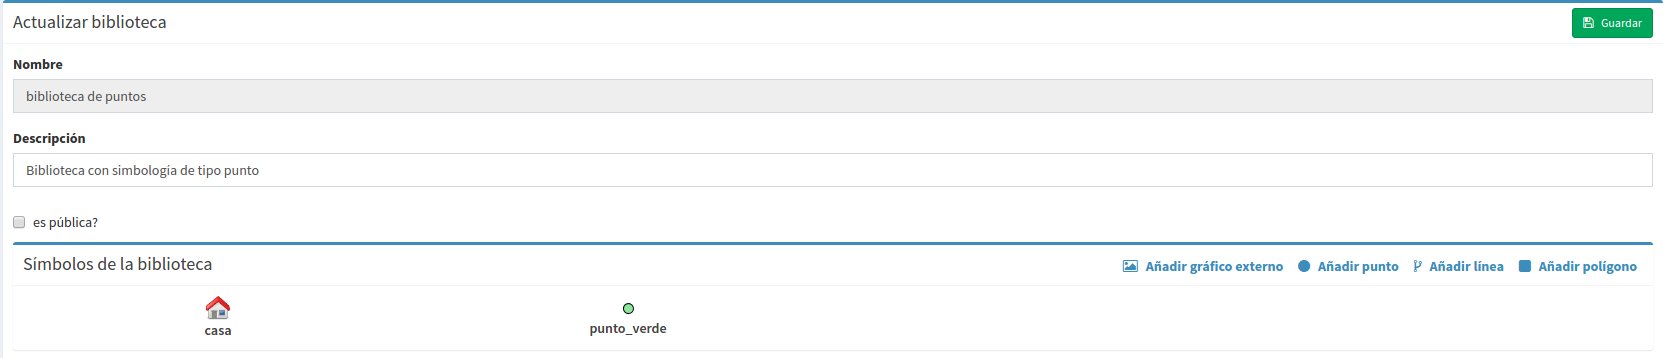 Actualizar biblioteca
Guardar
Nombre
biblioteca de puntos
Descripción
Biblioteca con simbología de tipo punto
es pública?
Símbolos de la biblioteca
Añadir gráfico externo Añadir punto Añadir línea Añadir polígono
casa punto_verde